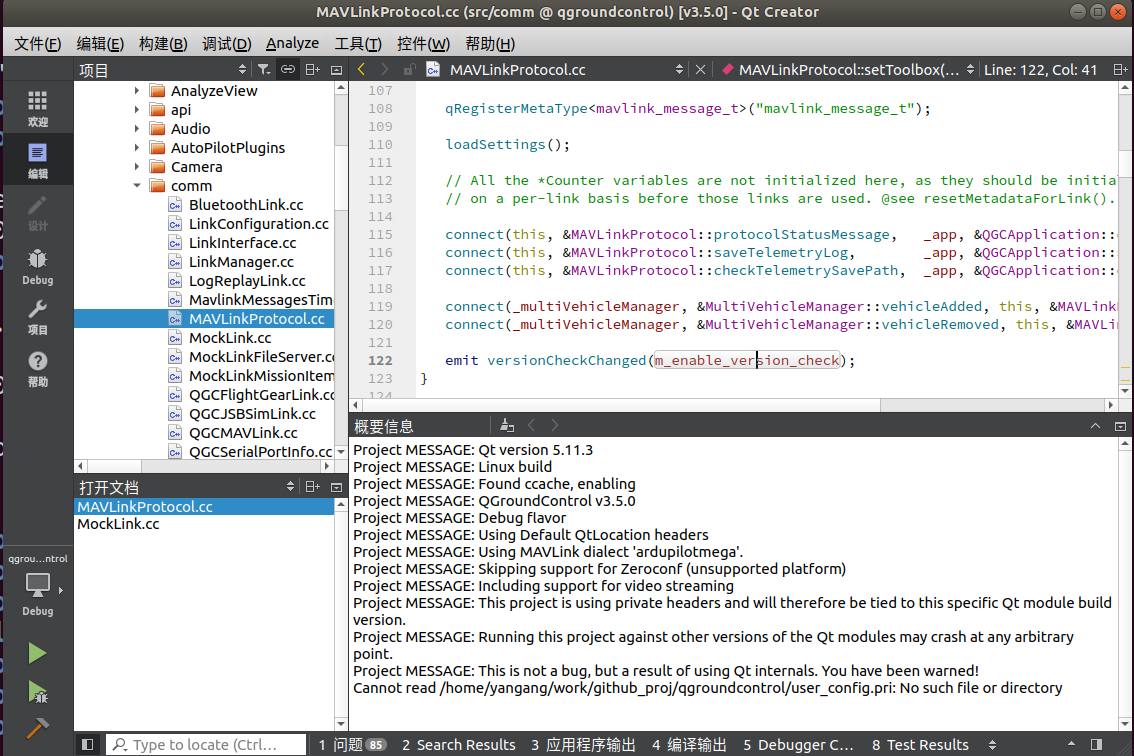 MAVLinkProtocol.cc (src/comm @ qgroundcontrol) [v3.5.0] - Qt Creator
文件(F) 编辑(E) 构建(B) 调试(D) Analyze 工具(T) 控件(W) 帮助(H)
项目
MAVLinkProtocol.cc
MAVLinkProtocol::setToolbox(...
Line: 122, Col: 41
欢迎
编辑
设计
Debug
项目
帮助
qgrou...ntrol
Debug
AnalyzeView
api
Audio
AutoPilotPlugins
Camera
comm
BluetoothLink.cc
LinkConfiguration.cc
LinkInterface.cc
LinkManager.cc
LogReplayLink.cc
MavlinkMessagesTim
MAVLinkProtocol.cc
MockLink.cc
MockLinkFileServer.cc
MockLinkMissionItem
QGCFlightGearLink.cc
QGCJSBSimLink.cc
QGCMAVLink.cc
QGCSerialPortInfo.cc
打开文档
MAVLinkProtocol.cc
MockLink.cc
107
108 qRegisterMetaType<mavlink_message_t>("mavlink_message_t");
109
110 loadSettings();
111
112 // All the *Counter variables are not initialized here, as they should be initia
113 // on a per-link basis before those links are used. @see resetMetadataForLink().
114
115 connect(this, &MAVLinkProtocol::protocolStatusMessage, _app, &QGCApplication::
116 connect(this, &MAVLinkProtocol::saveTelemetryLog, _app, &QGCApplication::
117 connect(this, &MAVLinkProtocol::checkTelemetrySavePath, _app, &QGCApplication::
118
119 connect(_multiVehicleManager, &MultiVehicleManager::vehicleAdded, this, &MAVLink
120 connect(_multiVehicleManager, &MultiVehicleManager::vehicleRemoved, this, &MAVLi
121
122 emit versionCheckChanged(m_enable_version_check);
123 }
124
概要信息
Project MESSAGE: Qt version 5.11.3
Project MESSAGE: Linux build
Project MESSAGE: Found ccache, enabling
Project MESSAGE: QGroundControl v3.5.0
Project MESSAGE: Debug flavor
Project MESSAGE: Using Default QtLocation headers
Project MESSAGE: Using MAVLink dialect 'ardupilotmega'.
Project MESSAGE: Skipping support for Zeroconf (unsupported platform)
Project MESSAGE: Including support for video streaming
Project MESSAGE: This project is using private headers and will therefore be tied to this specific Qt module build
version.
Project MESSAGE: Running this project against other versions of the Qt modules may crash at any arbitrary
point.
Project MESSAGE: This is not a bug, but a result of using Qt internals. You have been warned!
Cannot read /home/yangang/work/github_proj/qgroundcontrol/user_config.pri: No such file or directory
Type to locate (Ctrl... 1 问题 85 2 Search Results 3 应用程序输出 4 编译输出 5 Debugger C... 8 Test Results